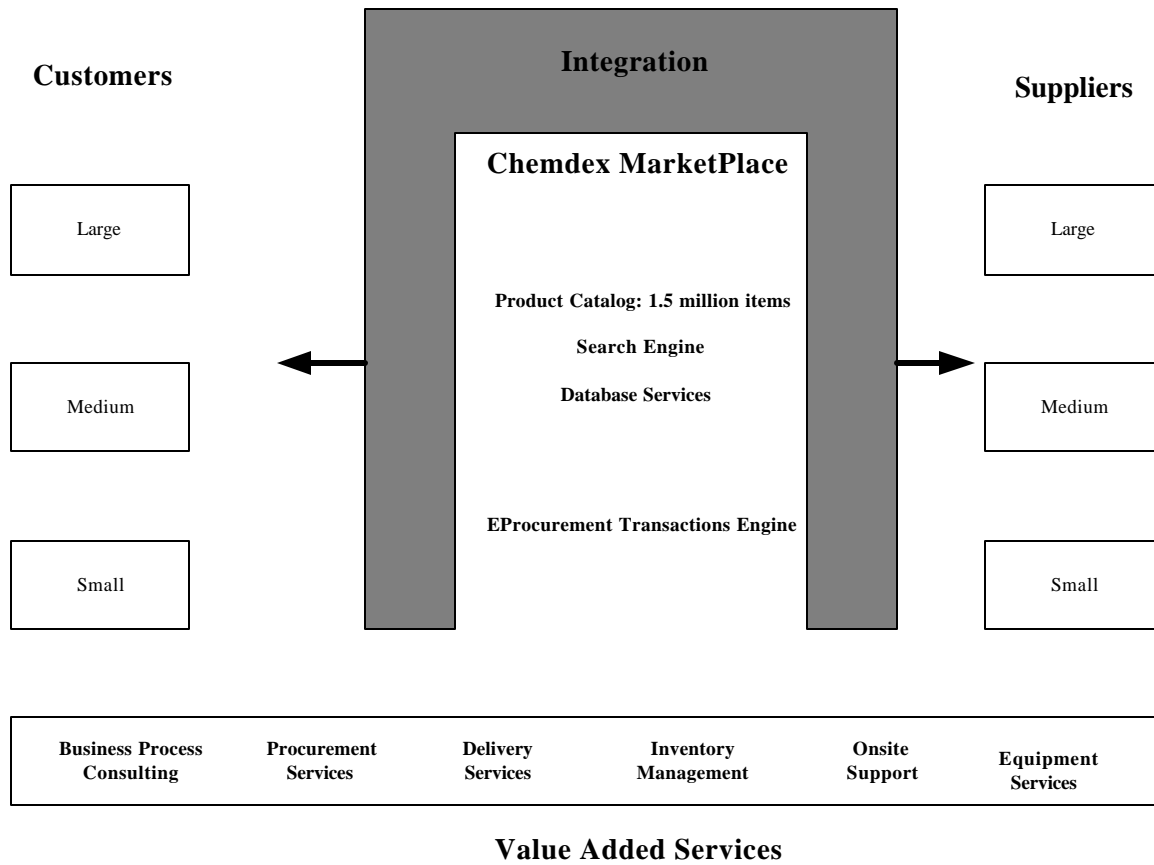 Integration
Customers
Suppliers
Chemdex MarketPlace
Large
Large
Product Catalog: 1.5 million items
Search Engine
Database Services
Medium
Medium
EProcurement Transactions Engine
Small
Small
Business Process
Consulting
Procurement
Services
Delivery
Services
Inventory
Management
Onsite
Support
Equipment
Services
Value Added Services